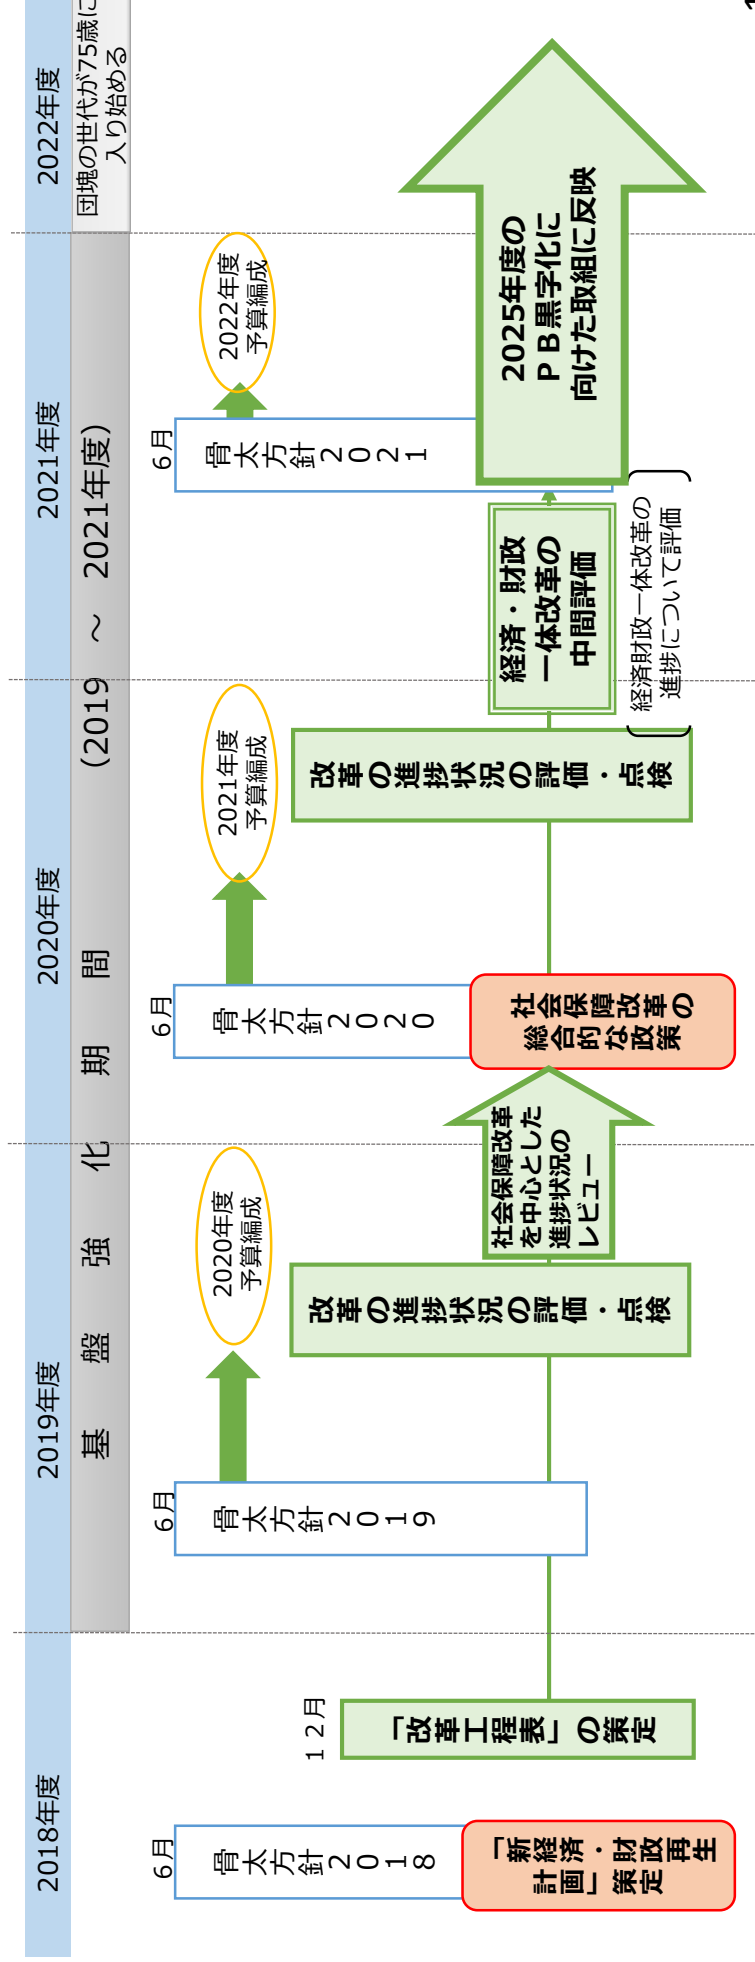 2018年度
2019年度
2020年度
2021年度
2022年度
基盤強化期間（2019 ～ 2021年度）
団塊の世代が75歳に
入り始める
６月
骨太方針２０１８
「新経済・財政再生
計画」策定
１２月
「改革工程表」の策定
６月
骨太方針２０１９
2020年度
予算編成
改革の進捗状況の評価・点検
社会保障改革
を中心とした
進捗状況の
レビュー
６月
骨太方針２０２０
社会保障改革の
総合的な政策
2021年度
予算編成
改革の進捗状況の評価・点検
経済・財政
一体改革の
中間評価
経済財政一体改革の
進捗について評価
６月
骨太方針２０２１
2022年度
予算編成
2025年度の
ＰＢ黒字化に
向けた取組に反映